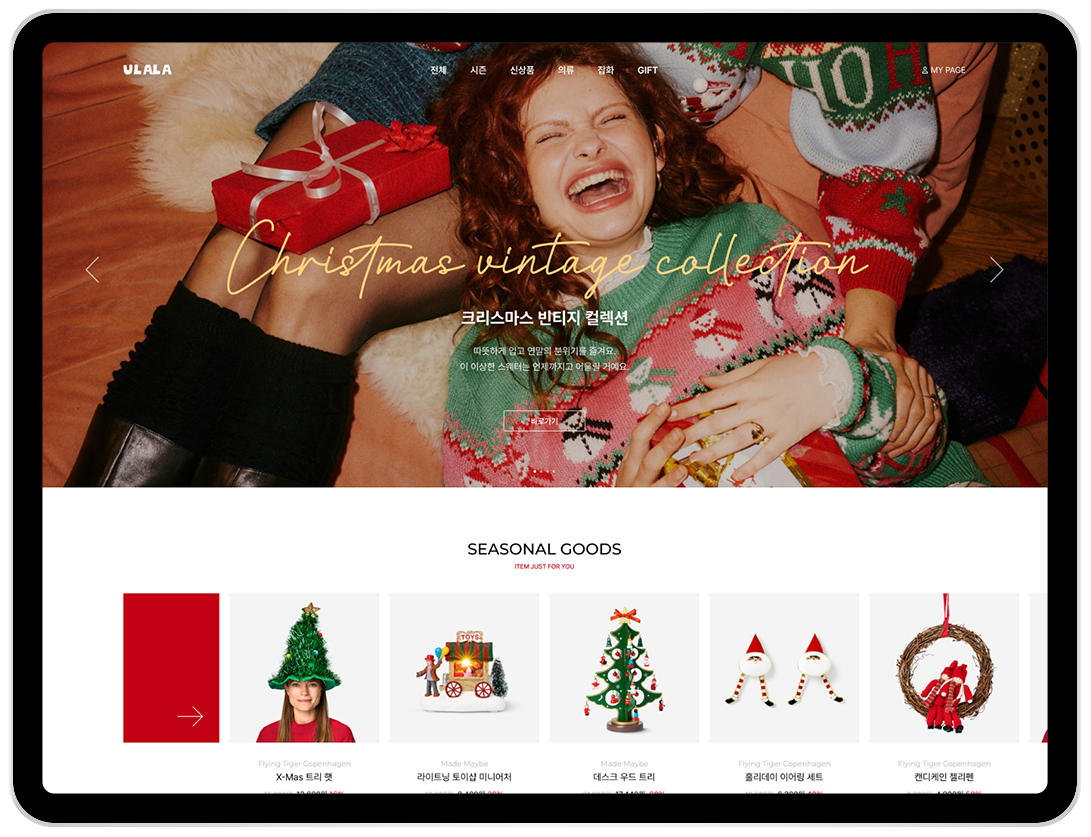 ULALA
전체 시즌 신상품 의류 잡화 GIFT
MY PAGE
HO
Christmas vintage collection
크리스마스 빈티지 컬렉션
따뜻하게 입고 연말의 분위기를 즐겨요.
이 이상한 스웨터는 언제까지고 어울릴 거예요.
바로가기
SEASONAL GOODS
ITEM JUST FOR YOU
TOYS
Flying Tiger Copenhagen
X-Mas 트리 햇
Made Maybe
라이트닝 토이샵 미니어처
Made Maybe
데스크 우드 트리
Flying Tiger Copenhagen
홀리데이 이어링 세트
Flying Tiger Copenhagen
캔디케인 젤리펜